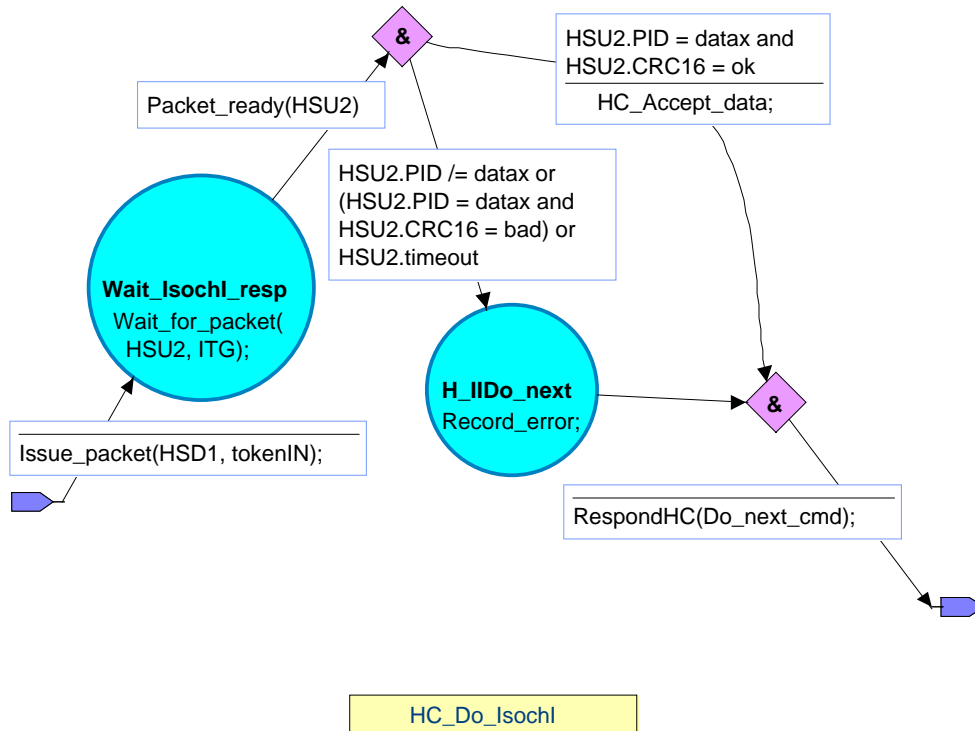 &
HSU2.PID = datax and
HSU2.CRC16 = ok
HC_Accept_data;
Packet_ready(HSU2)
HSU2.PID /= datax or
(HSU2.PID = datax and
HSU2.CRC16 = bad) or
HSU2.timeout
Wait_IsochI_resp
Wait_for_packet(
HSU2, ITG);
H_IIDo_next
Record_error;
&
Issue_packet(HSD1, tokenIN);
RespondHC(Do_next_cmd);
HC_Do_IsochI